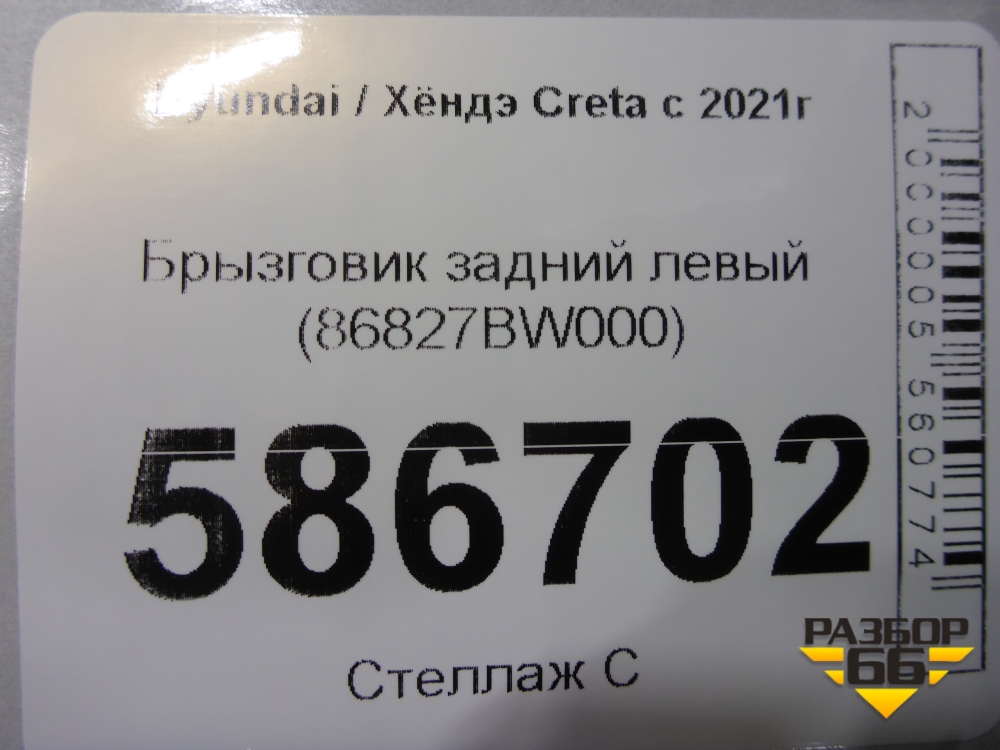 Hyundai / Хёндэ Creta с 2021г
Брызговик задний левый
(86827BW000)
586702
Стеллаж С
2000005560774
РАЗБОР
66